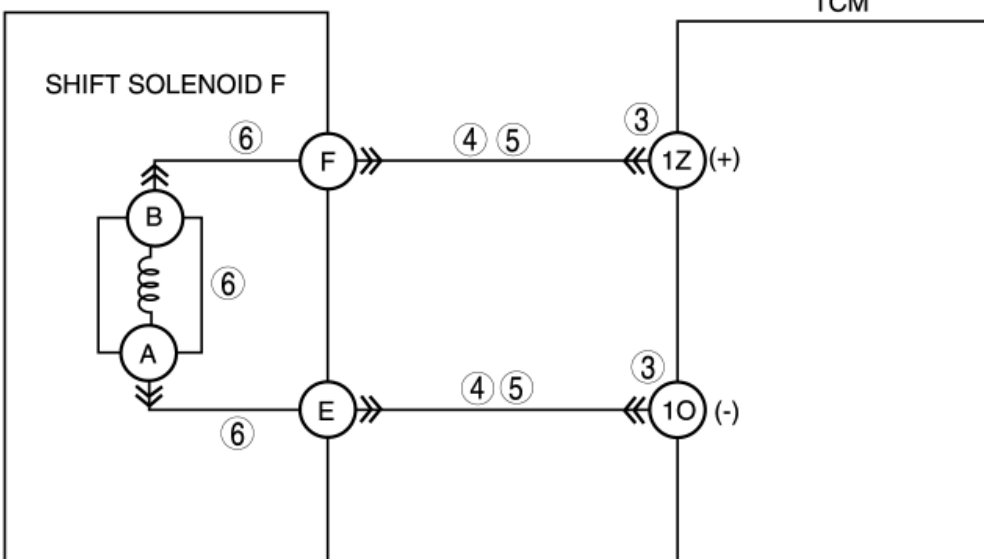 TCM
SHIFT SOLENOID F
③
⑥
④ ⑤
F
1Z (+)
B
⑥
A
③
④ ⑤
E
1O (-)
⑥